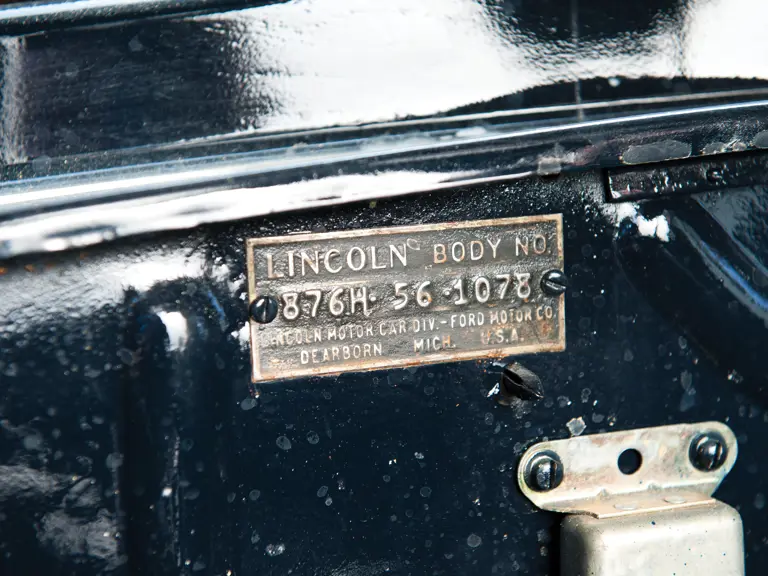 LINCOLN BODY NO.
876H· 56 ·1078
LINCOLN MOTOR CAR DIV.- FORD MOTOR CO.
DEARBORN MICH. U.S.A.